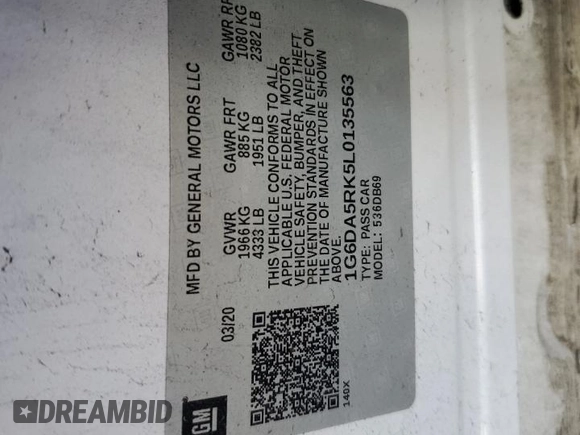 MFD BY GENERAL MOTORS LLC
03/20
GVWR
1966 KG
4333 LB
GAWR FRT
885 KG
1951 LB
GAWR RR
1080 KG
2382 LB
THIS VEHICLE CONFORMS TO ALL
APPLICABLE U.S. FEDERAL MOTOR
VEHICLE SAFETY, BUMPER, AND THEFT
PREVENTION STANDARDS IN EFFECT ON
THE DATE OF MANUFACTURE SHOWN
ABOVE.
1G6DA5RK5L0135563
TYPE: PASS CAR
MODEL: 536DB69
140X
GM
DREAMBID